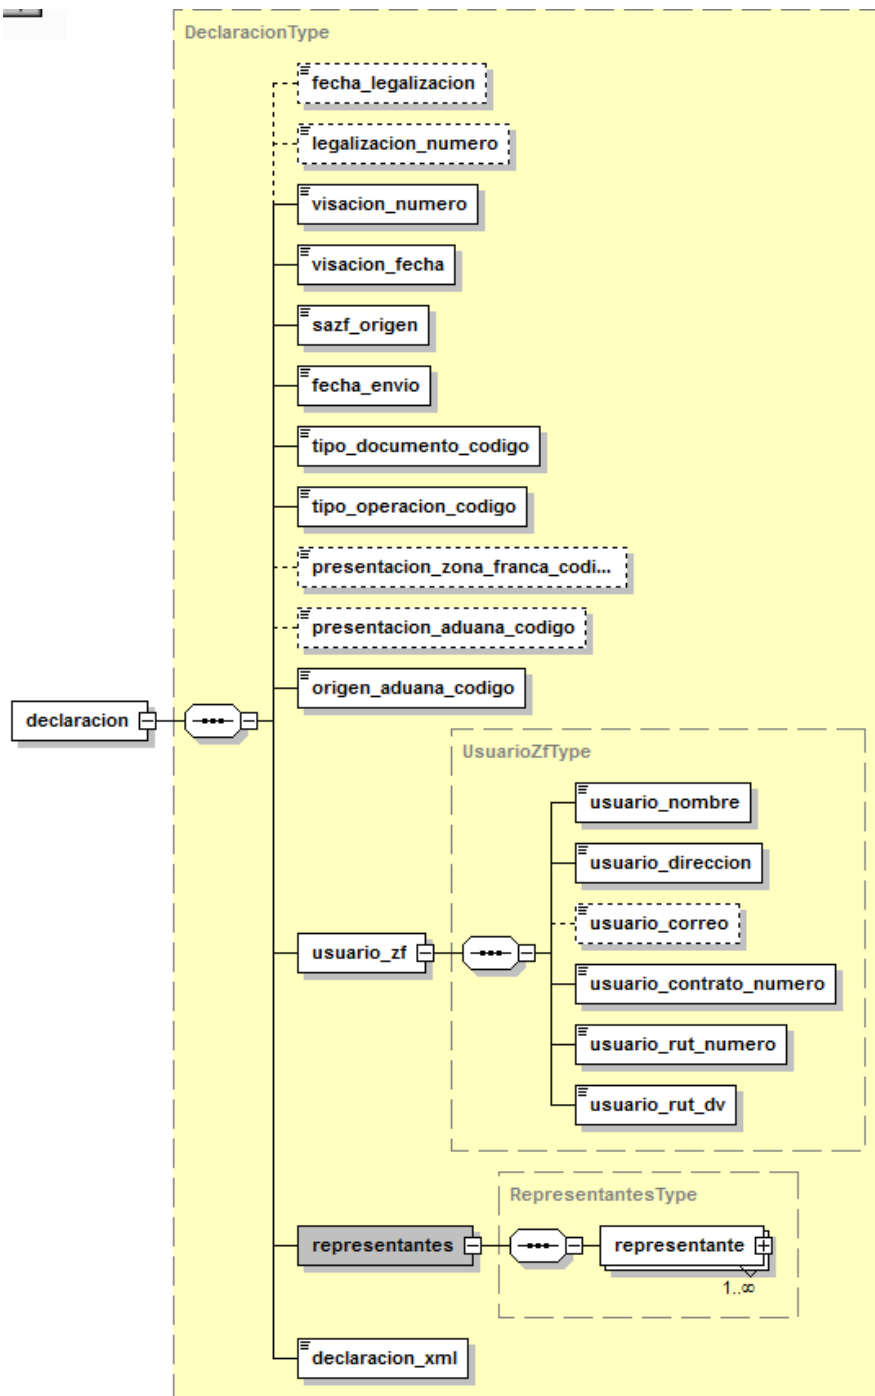 DeclaracionType
fecha_legalizacion
legalizacion_numero
visacion_numero
visacion_fecha
sazf_origen
fecha_envio
tipo_documento_codigo
tipo_operacion_codigo
presentacion_zona_franca_codi...
presentacion_aduana_codigo
origen_aduana_codigo
declaracion
UsuarioZfType
usuario_nombre
usuario_direccion
usuario_correo
usuario_zf
usuario_contrato_numero
usuario_rut_numero
usuario_rut_dv
RepresentantesType
representantes
representante
1..∞
declaracion_xml